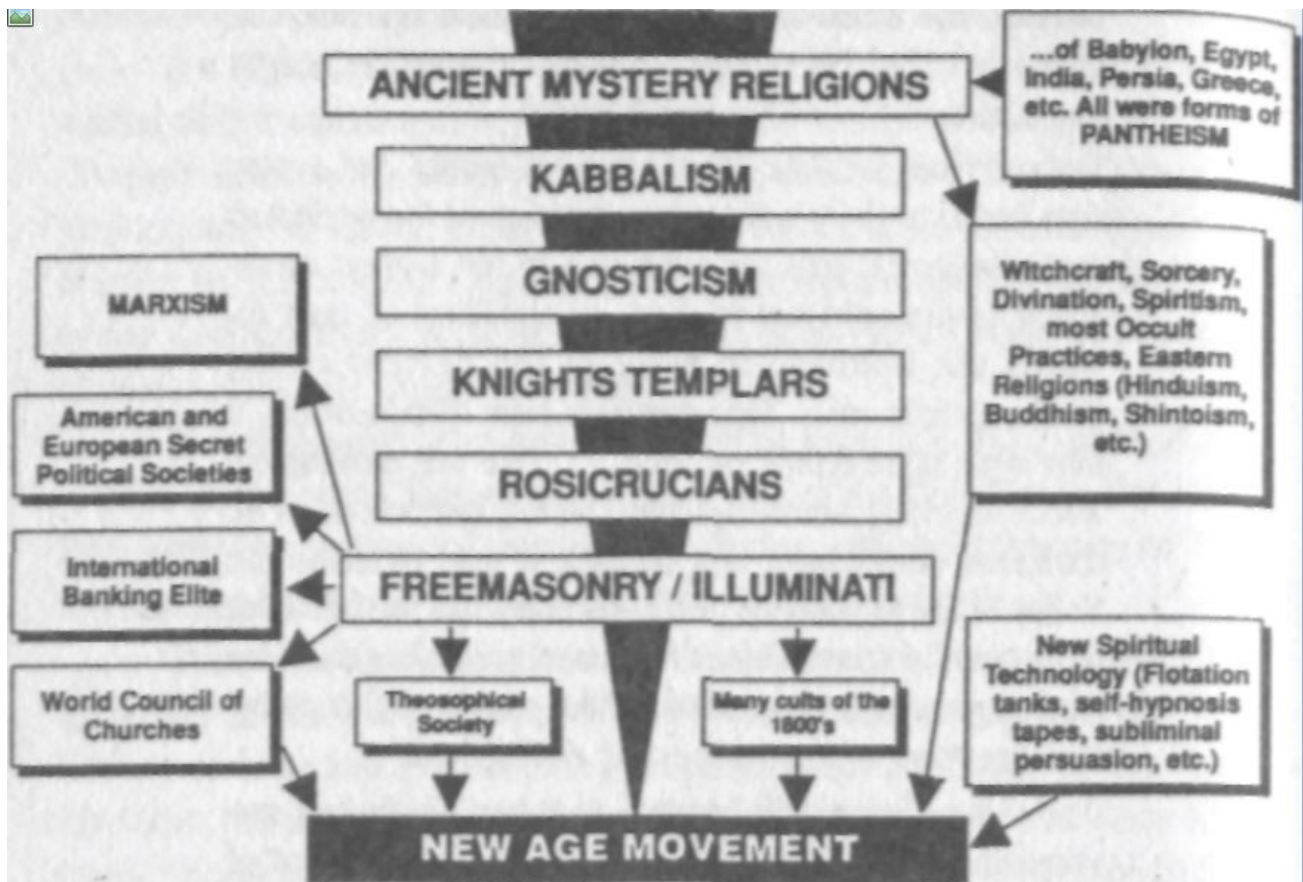 ANCIENT MYSTERY RELIGIONS
...of Babylon, Egypt,
India, Persia, Greece,
etc. All were forms of
PANTHEISM
KABBALISM
GNOSTICISM
Witchcraft, Sorcery,
Divination, Spiritism,
most Occult
Practices, Eastern
Religions (Hinduism,
Buddhism, Shintoism,
etc.)
MARXISM
KNIGHTS TEMPLARS
American and
European Secret
Political Societies
ROSICRUCIANS
International
Banking Elite
FREEMASONRY / ILLUMINATI
World Council of
Churches
Theosophical
Society
Many cults of the
1800's
New Spiritual
Technology (Flotation
tanks, self-hypnosis
tapes, subliminal
persuasion, etc.)
NEW AGE MOVEMENT